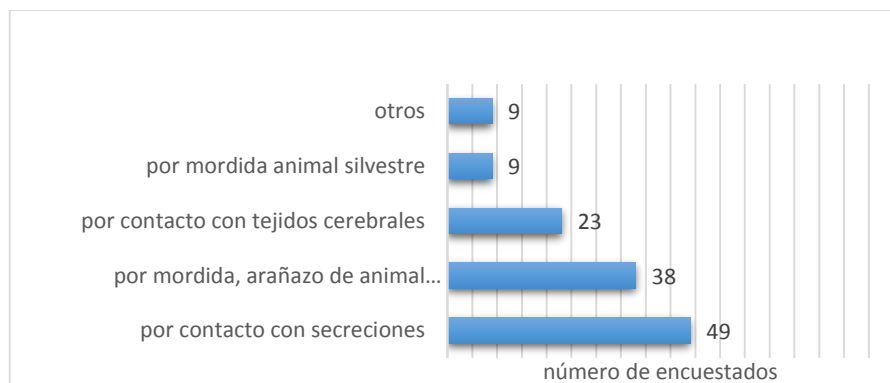 otros
9
por mordida animal silvestre
9
por contacto con tejidos cerebrales
23
por mordida, arañazo de animal...
38
por contacto con secreciones
49
número de encuestados